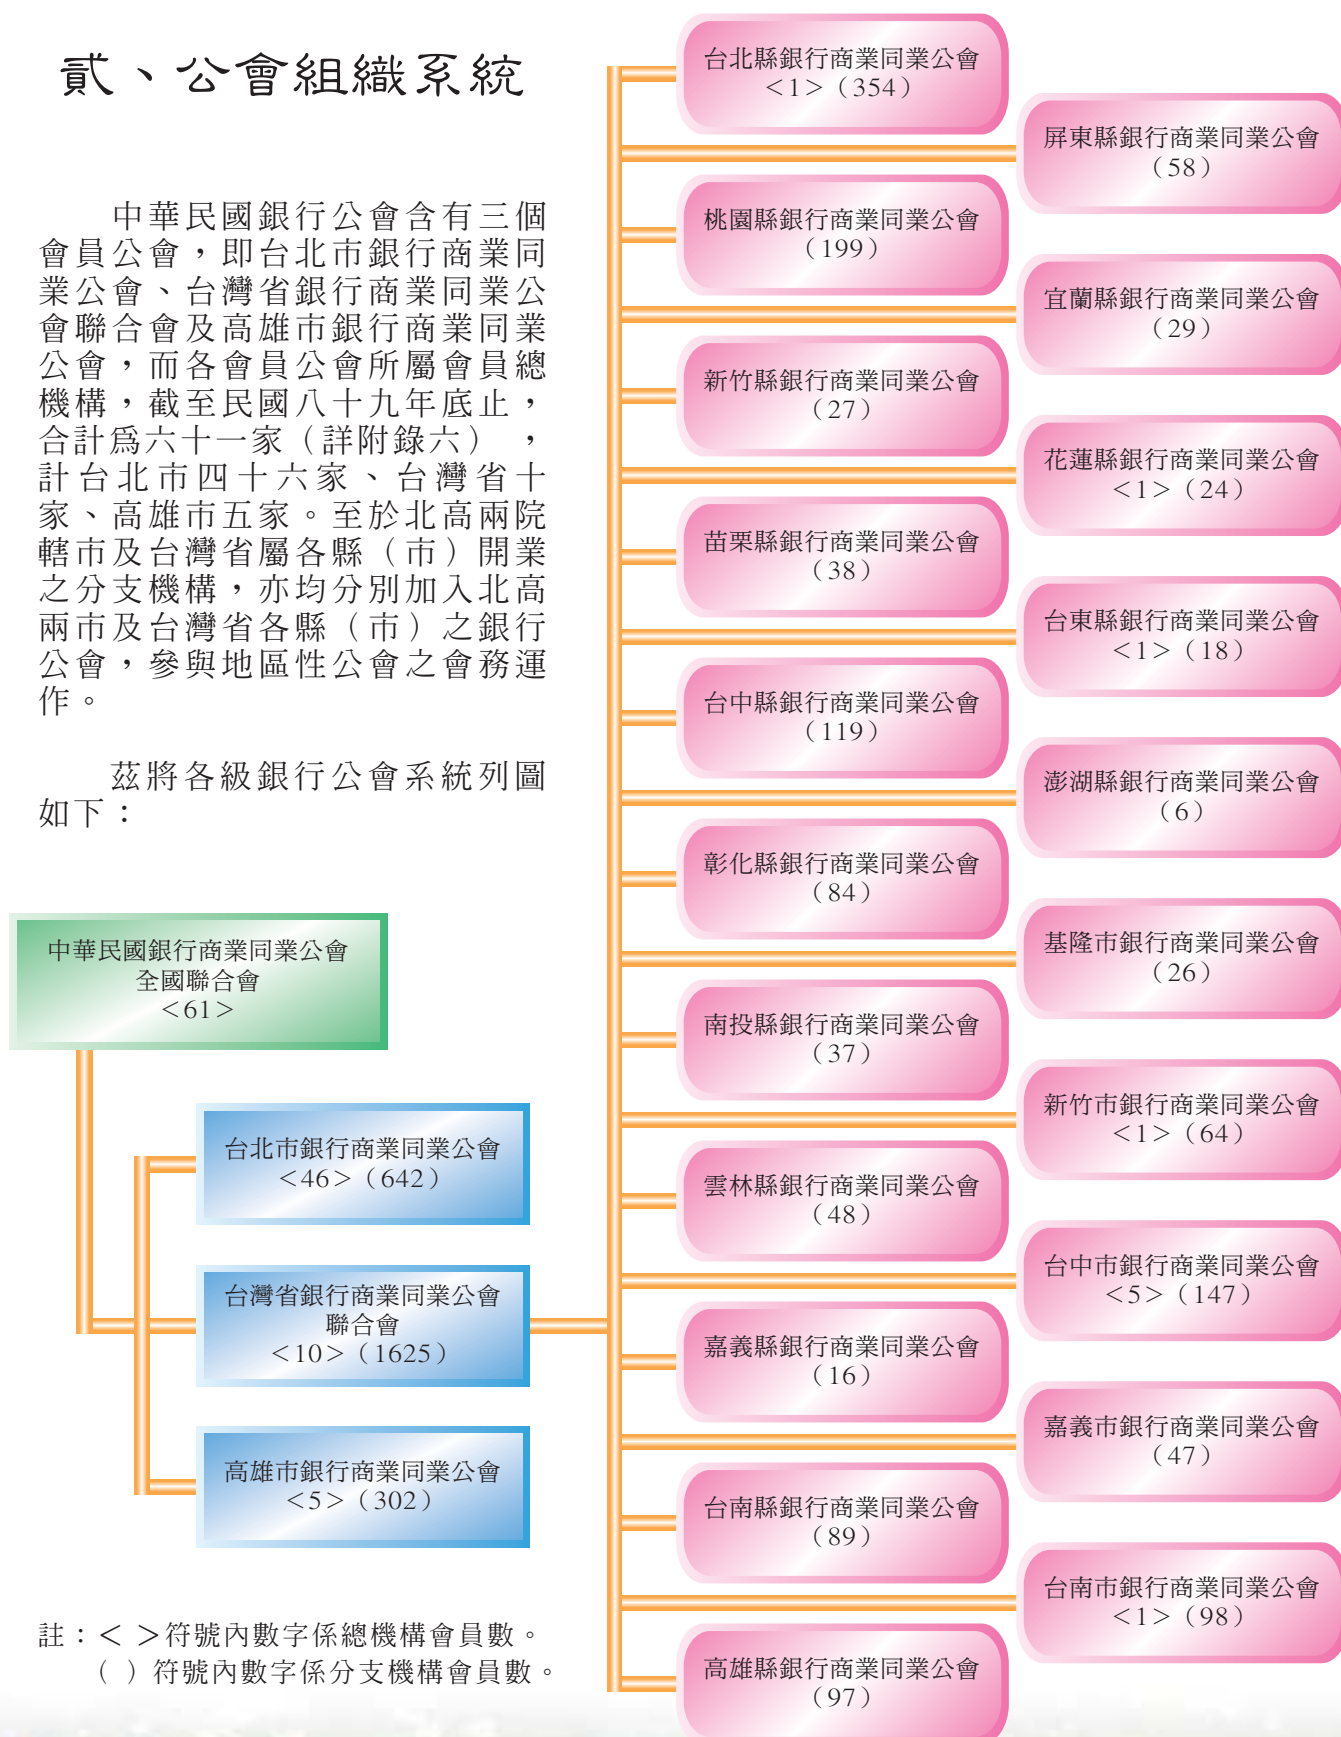 貳、公會組織系統
中華民國銀行公會含有三個
會員公會，即台北市銀行商業同
業公會、台灣省銀行商業同業公
會聯合會及高雄市銀行商業同業
公會，而各會員公會所屬會員總
機構，截至民國八十九年底止，
合計為六十一家（詳附錄六），
計台北市四十六家、台灣省十
家、高雄市五家。至於北高兩院
轄市及台灣省屬各縣（市）開業
之分支機構，亦均分別加入北高
兩市及台灣省各縣（市）之銀行
公會，參與地區性公會之會務運
作。
茲將各級銀行公會系統列圖
如下：
中華民國銀行商業同業公會
全國聯合會
<61>
台北市銀行商業同業公會
<46>（642）
台灣省銀行商業同業公會
聯合會
<10>（1625）
高雄市銀行商業同業公會
<5>（302）
註：< >符號內數字係總機構會員數。
（ ）符號內數字係分支機構會員數。
台北縣銀行商業同業公會
<1>（354）
屏東縣銀行商業同業公會
（58）
桃園縣銀行商業同業公會
（199）
宜蘭縣銀行商業同業公會
（29）
新竹縣銀行商業同業公會
（27）
花蓮縣銀行商業同業公會
<1>（24）
苗栗縣銀行商業同業公會
（38）
台東縣銀行商業同業公會
<1>（18）
台中縣銀行商業同業公會
（119）
澎湖縣銀行商業同業公會
（6）
彰化縣銀行商業同業公會
（84）
基隆市銀行商業同業公會
（26）
南投縣銀行商業同業公會
（37）
新竹市銀行商業同業公會
<1>（64）
雲林縣銀行商業同業公會
（48）
台中市銀行商業同業公會
<5>（147）
嘉義縣銀行商業同業公會
（16）
嘉義市銀行商業同業公會
（47）
台南縣銀行商業同業公會
（89）
台南市銀行商業同業公會
<1>（98）
高雄縣銀行商業同業公會
（97）